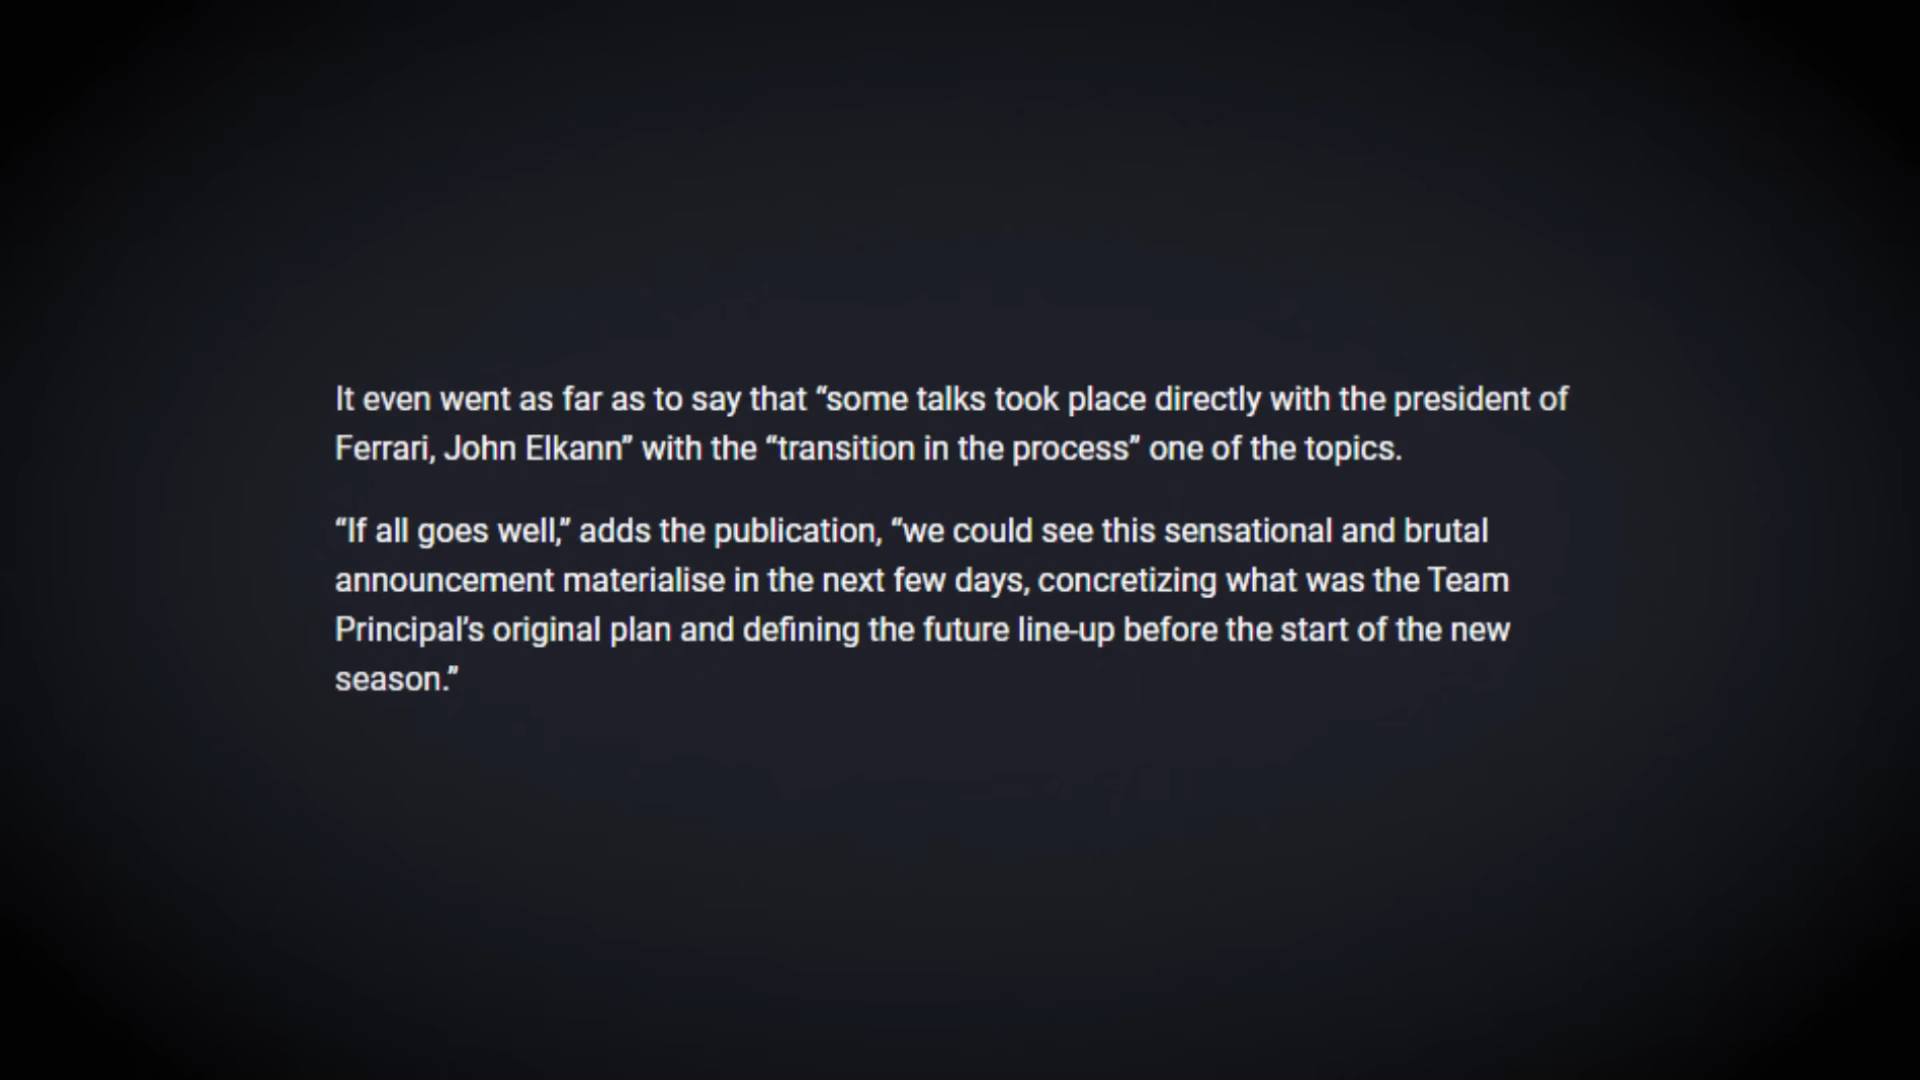 It even went as far as to say that “some talks took place directly with the president of
Ferrari, John Elkann” with the “transition in the process” one of the topics.
“If all goes well,” adds the publication, “we could see this sensational and brutal
announcement materialise in the next few days, concretizing what was the Team
Principal’s original plan and defining the future line-up before the start of the new
season.”